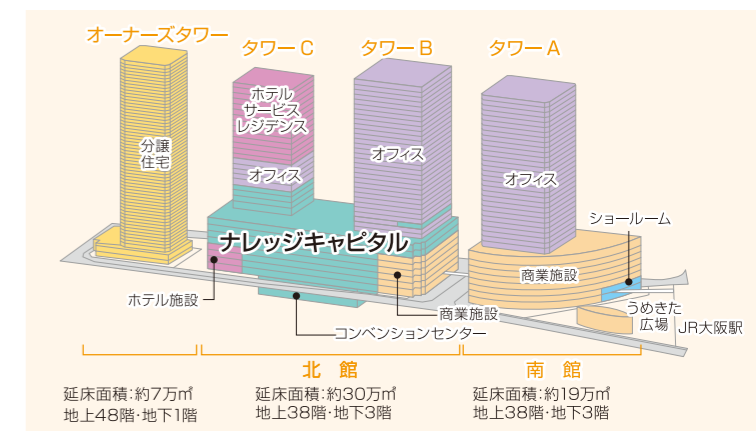 オーナーズタワー
タワーC
タワーB
タワーA
ホテル
サービス
レジデンス
分譲
住宅
オフィス
オフィス
オフィス
ショールーム
ナレッジキャピタル
商業施設
ホテル施設
商業施設
うめきた
広場
JR大阪駅
コンベンションセンター
北 館
南 館
延床面積:約7万㎡
地上48階・地下1階
延床面積:約30万㎡
地上38階・地下3階
延床面積:約19万㎡
地上38階・地下3階